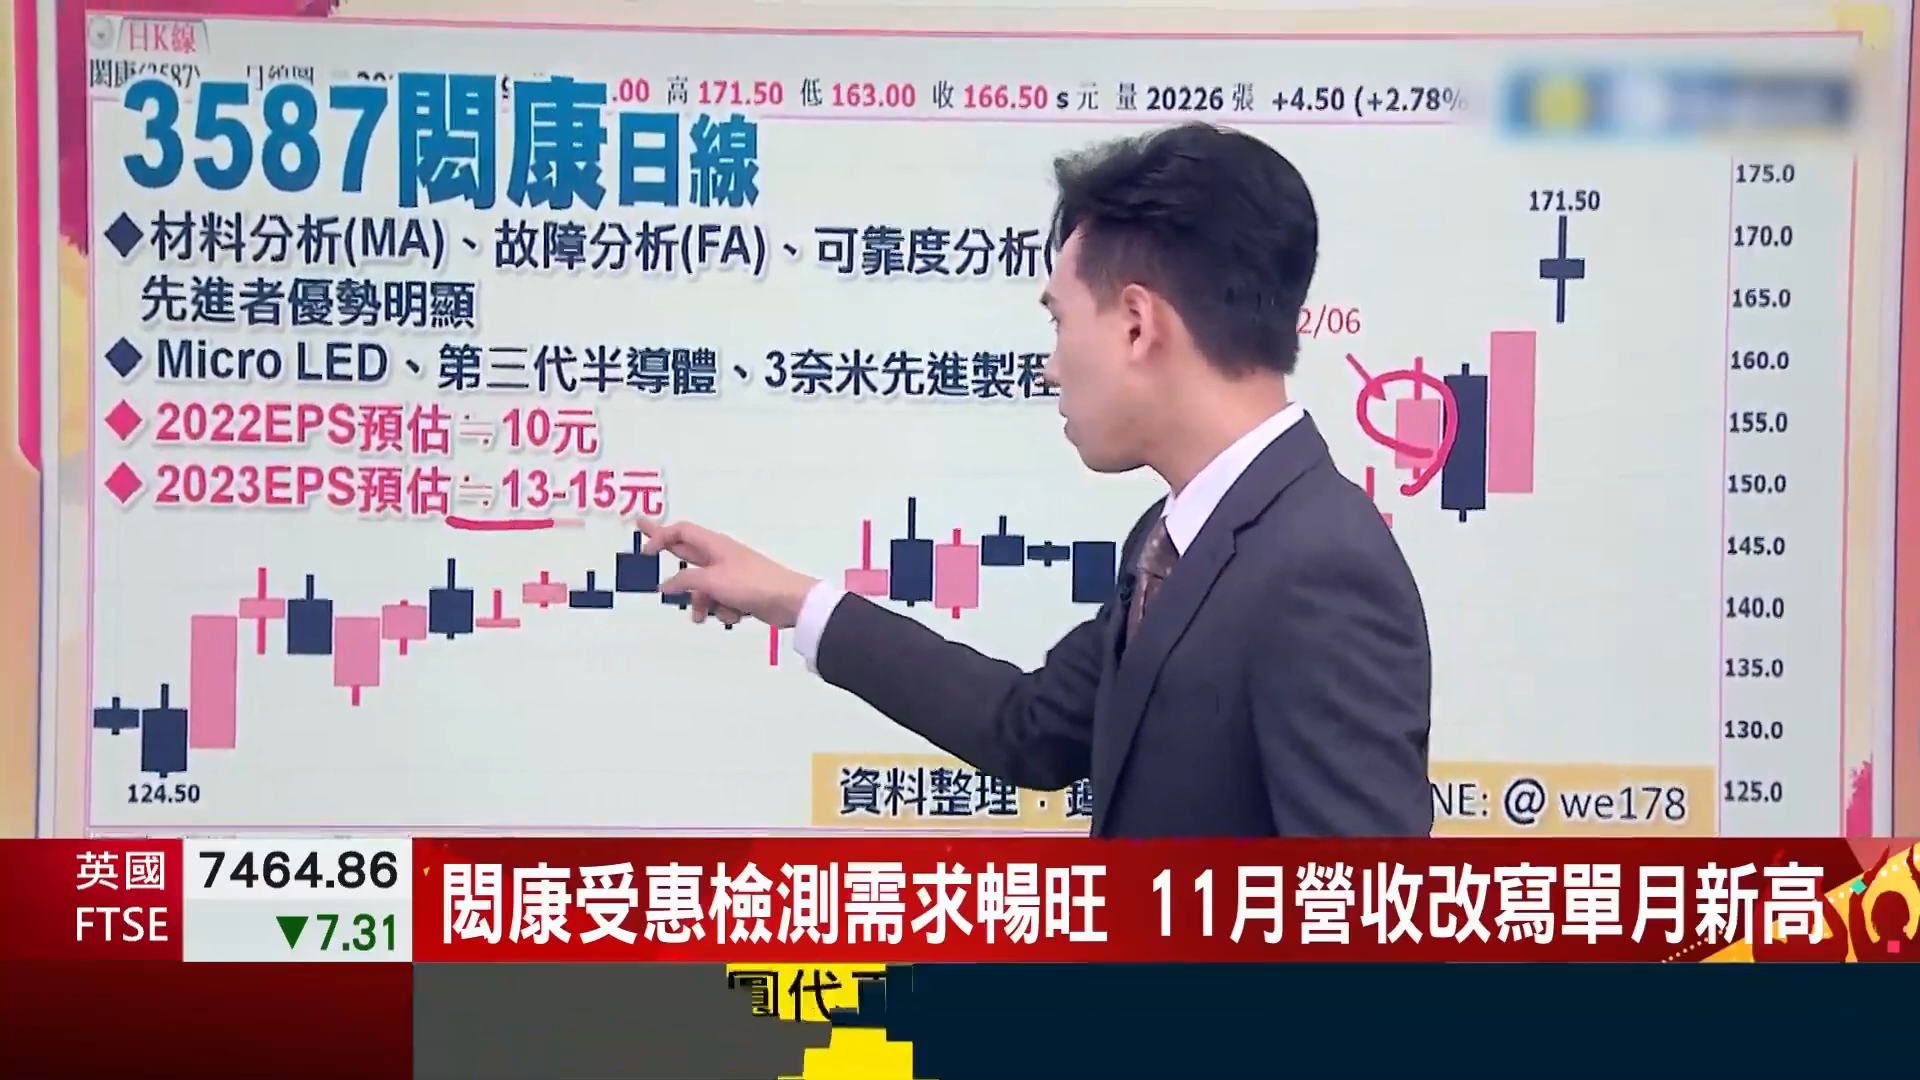 日K線
.00 高 171.50 低 163.00 收 166.50 s 元 量 20226 張 +4.50 (+2.78%
3587閎康日線
◆材料分析(MA)、故障分析(FA)、可靠度分析(
先進者優勢明顯
◆Micro LED、第三代半導體、3奈米先進製程
◆2022EPS預估≒10元
◆2023EPS預估≒13-15元
2/06
171.50
124.50
175.0
170.0
165.0
160.0
155.0
150.0
145.0
140.0
135.0
130.0
125.0
資料整理
NE: @ we178
英國
FTSE
7464.86
▼7.31
閎康受惠檢測需求暢旺 11月營收改寫單月新高